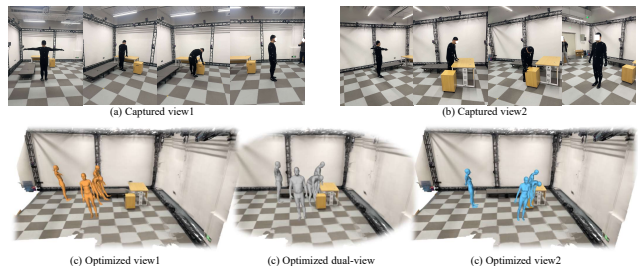 (a) Captured view1
(b) Captured view2
(c) Optimized view1
(c) Optimized dual-view
(c) Optimized view2